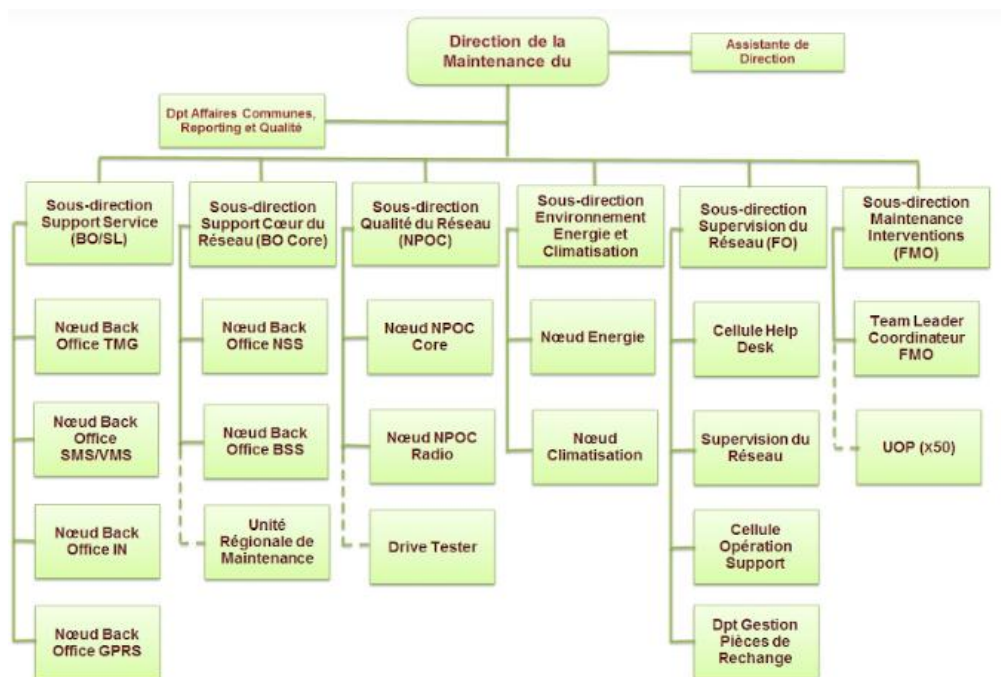 Direction de la
Maintenance du
Assistante de
Direction
Dpt Affaires Communes,
Reporting et Qualité
Sous-direction
Support Service
(BO/SL)
Sous-direction
Support Cœur du
Réseau (BO Core)
Sous-direction
Qualité du Réseau
(NPOC)
Sous-direction
Environnement
Energie et
Climatisation
Sous-direction
Supervision du
Réseau (FO)
Sous-direction
Maintenance
Interventions
(FMO)
Nœud Back
Office TMG
Nœud Back
Office NSS
Nœud NPOC
Core
Nœud Energie
Cellule Help
Desk
Team Leader
Coordinateur
FMO
Nœud Back
Office
SMS/VMS
Nœud Back
Office BSS
Nœud NPOC
Radio
Nœud
Climatisation
Supervision du
Réseau
UOP (x50)
Nœud Back
Office IN
Unité
Régionale de
Maintenance
Drive Tester
Cellule
Opération
Support
Nœud Back
Office GPRS
Dpt Gestion
Pièces de
Rechange